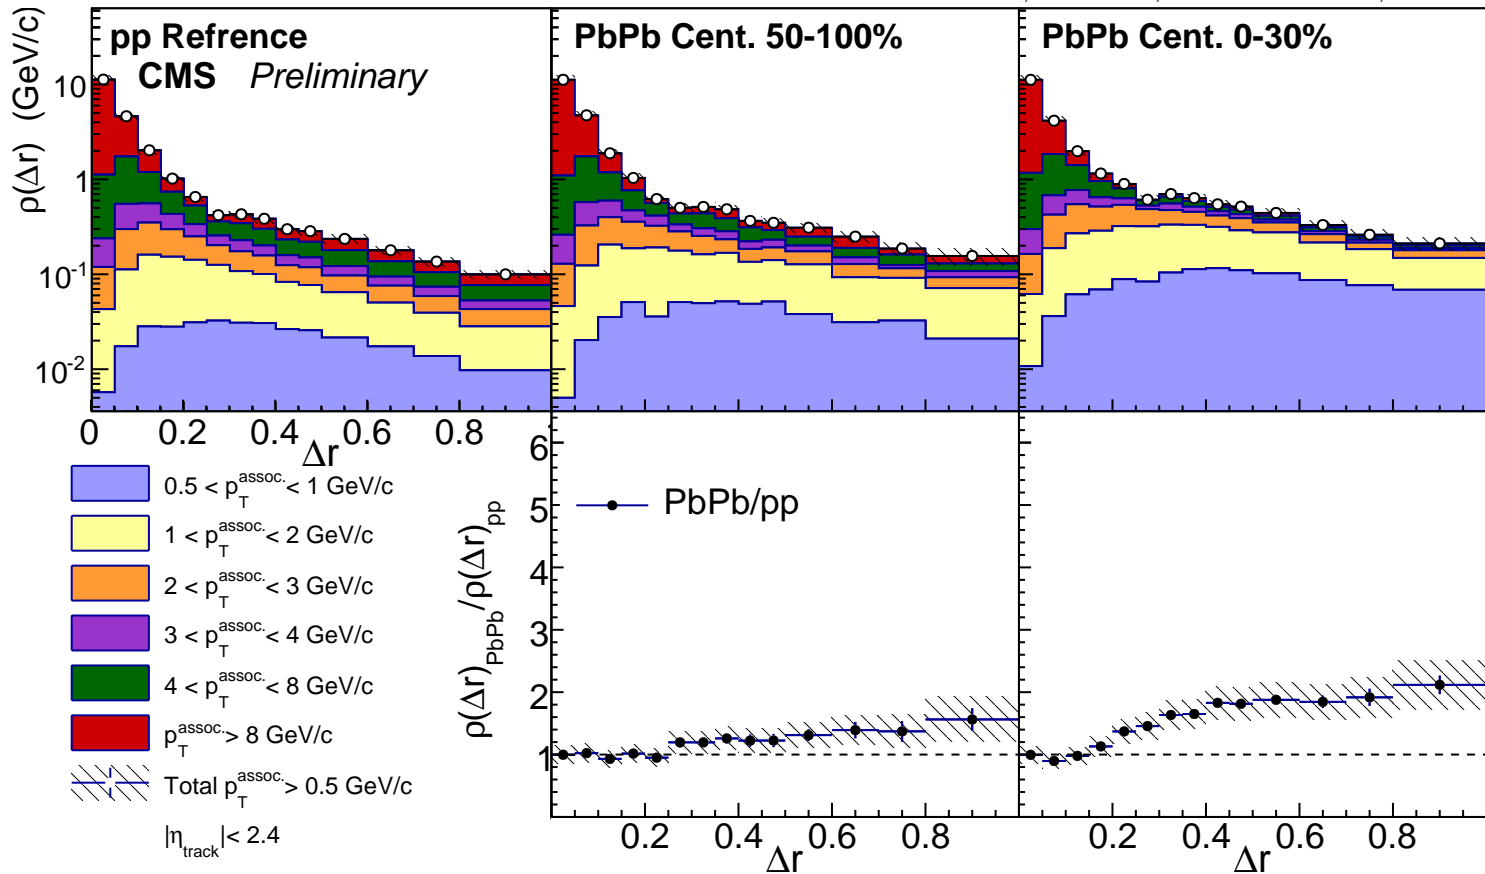 pp Refrence
CMS Preliminary
PbPb Cent. 50-100%
PbPb Cent. 0-30%
ρ(Δr) (GeV/c)
10
1
10^-1
10^-2
0 0.2 0.4 0.6 0.8
Δr
0.5 < p_T^assoc. < 1 GeV/c
1 < p_T^assoc. < 2 GeV/c
2 < p_T^assoc. < 3 GeV/c
3 < p_T^assoc. < 4 GeV/c
4 < p_T^assoc. < 8 GeV/c
p_T^assoc. > 8 GeV/c
Total p_T^assoc. > 0.5 GeV/c
|η_track| < 2.4
ρ(Δr)_PbPb/ρ(Δr)_pp
6
5
4
3
2
1
PbPb/pp
0.2 0.4 0.6 0.8
Δr
0.2 0.4 0.6 0.8
Δr